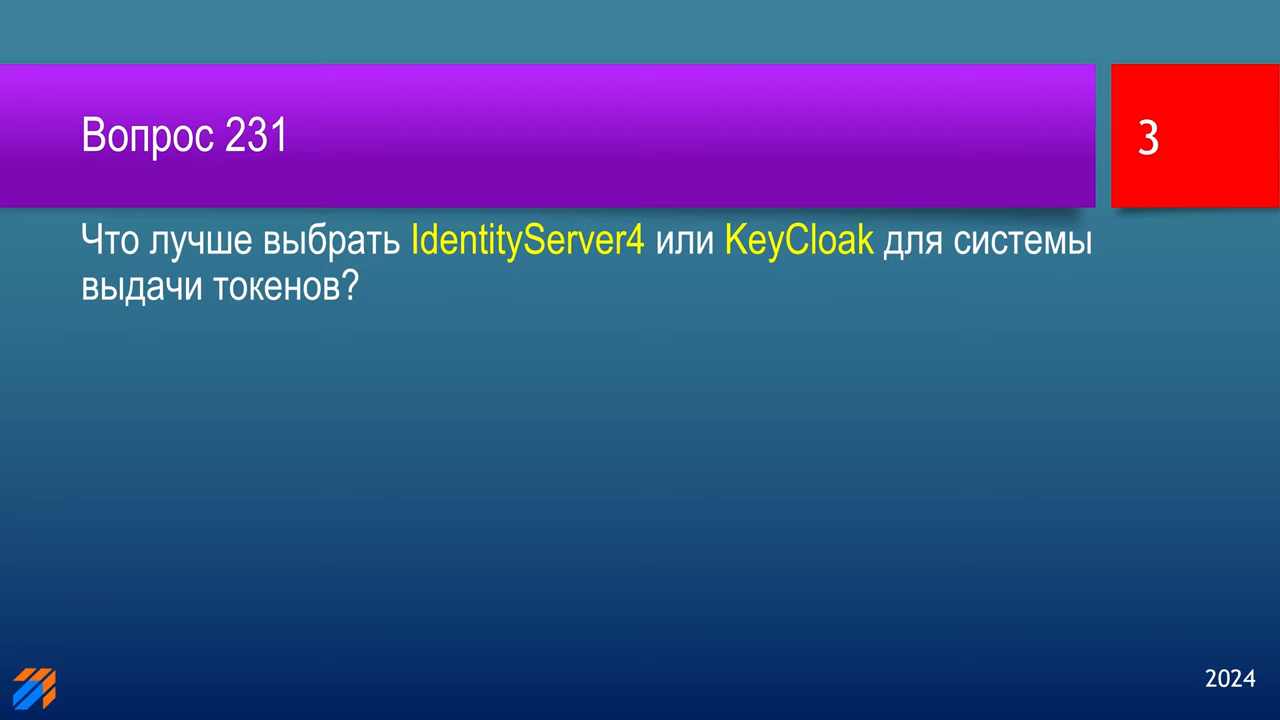 Вопрос 231
3
Что лучше выбрать IdentityServer4 или KeyCloak для системы
выдачи токенов?
2024